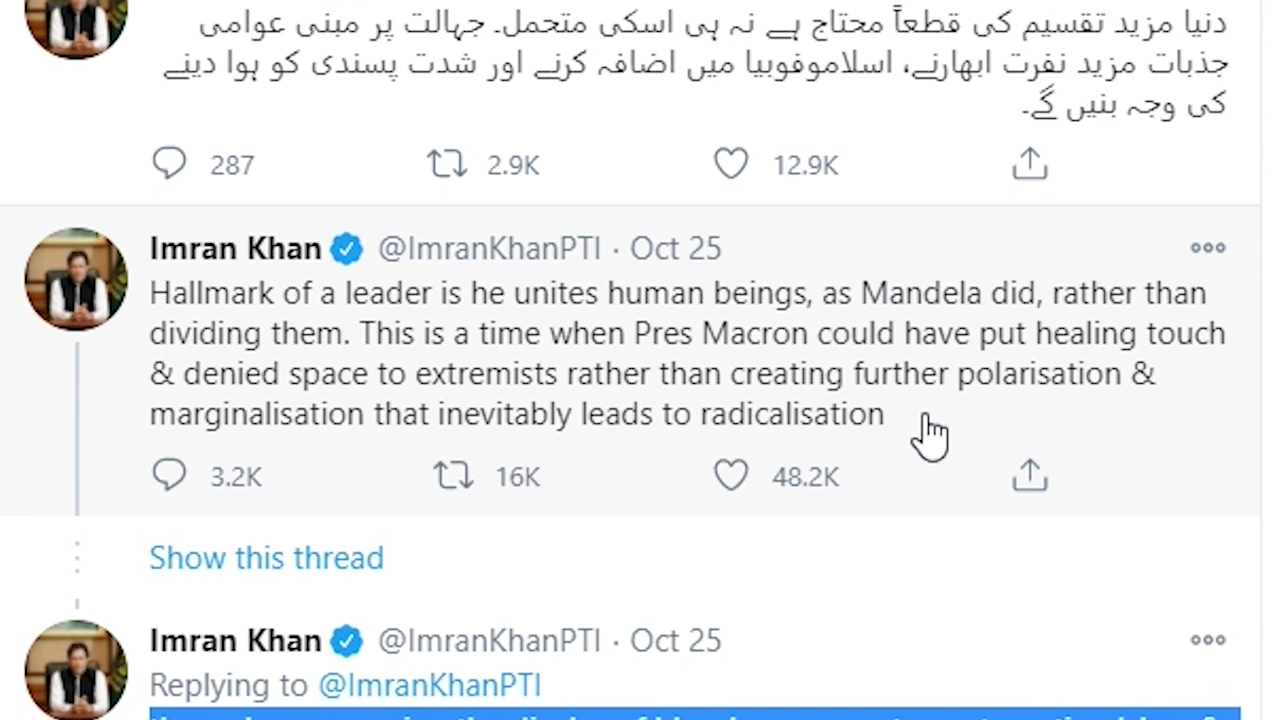 دنیا مزید تقسیم کی قطعاً محتاج ہے نہ ہی اسکی متحمل۔ جہالت پر مبنی عوامی
جذبات مزید نفرت ابھارنے، اسلاموفوبیا میں اضافہ کرنے اور شدت پسندی کو ہوا دینے
کی وجہ بنیں گے۔
287 2.9K 12.9K
Imran Khan @ImranKhanPTI · Oct 25
Hallmark of a leader is he unites human beings, as Mandela did, rather than
dividing them. This is a time when Pres Macron could have put healing touch
& denied space to extremists rather than creating further polarisation &
marginalisation that inevitably leads to radicalisation
3.2K 16K 48.2K
Show this thread
Imran Khan @ImranKhanPTI · Oct 25
Replying to @ImranKhanPTI